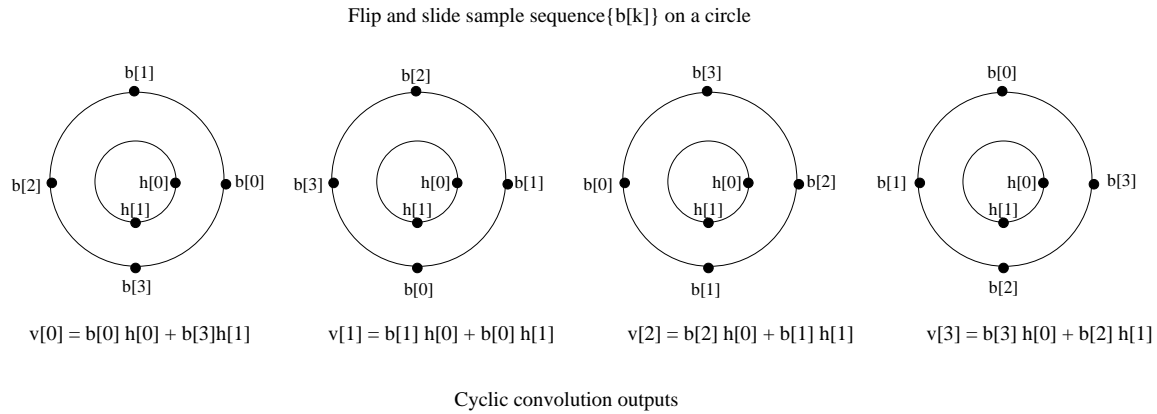 Flip and slide sample sequence{b[k]} on a circle
b[1]
b[2]
h[0]
b[0]
h[1]
b[3]
v[0] = b[0] h[0] + b[3]h[1]
b[2]
b[3]
h[0]
b[1]
h[1]
b[0]
v[1] = b[1] h[0] + b[0] h[1]
b[3]
b[0]
h[0]
b[2]
h[1]
b[1]
v[2] = b[2] h[0] + b[1] h[1]
b[0]
b[1]
h[0]
b[3]
h[1]
b[2]
v[3] = b[3] h[0] + b[2] h[1]
Cyclic convolution outputs